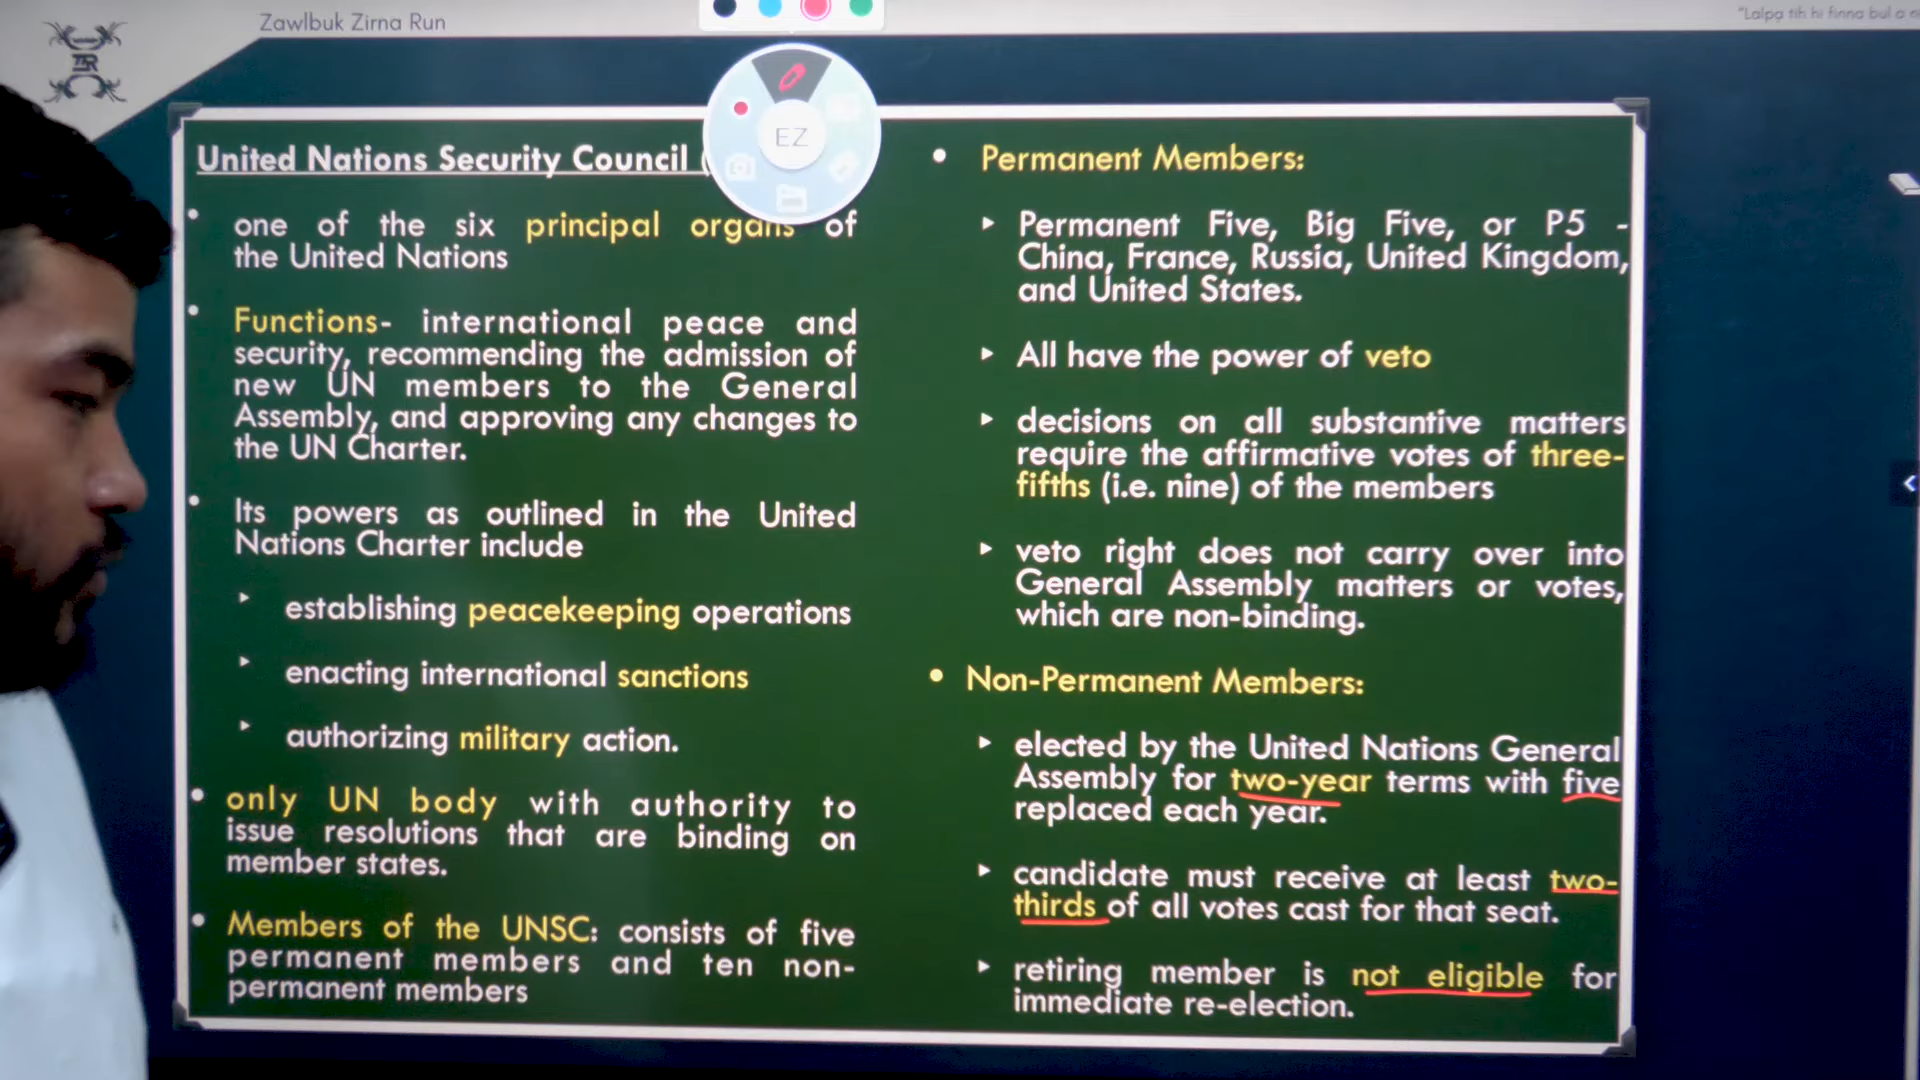 Zawlbuk Zirna Run
"Lalpa tih hi finna bul a
ZR
EZ
United Nations Security Council (
one of the six principal organs of
the United Nations
Functions- international peace and
security, recommending the admission of
new UN members to the General
Assembly, and approving any changes to
the UN Charter.
Its powers as outlined in the United
Nations Charter include
establishing peacekeeping operations
enacting international sanctions
authorizing military action.
only UN body with authority to
issue resolutions that are binding on
member states.
Members of the UNSC: consists of five
permanent members and ten non-
permanent members
Permanent Members:
Permanent Five, Big Five, or P5 -
China, France, Russia, United Kingdom,
and United States.
All have the power of veto
decisions on all substantive matters
require the affirmative votes of three-
fifths (i.e. nine) of the members
veto right does not carry over into
General Assembly matters or votes,
which are non-binding.
Non-Permanent Members:
elected by the United Nations General
Assembly for two-year terms with five
replaced each year.
candidate must receive at least two-
thirds of all votes cast for that seat.
retiring member is not eligible for
immediate re-election.